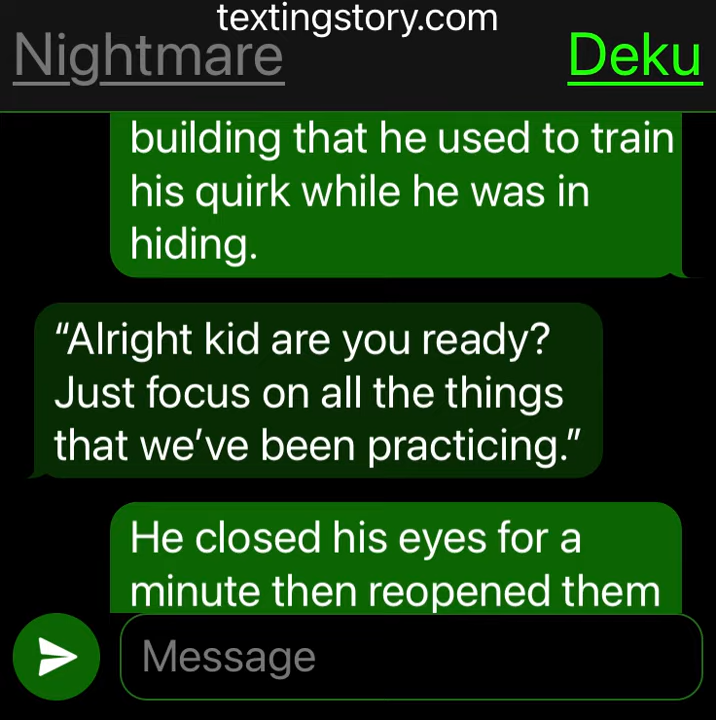 textingstory.com
Nightmare
Deku
building that he used to train
his quirk while he was in
hiding.
“Alright kid are you ready?
Just focus on all the things
that we’ve been practicing.”
He closed his eyes for a
minute then reopened them
Message